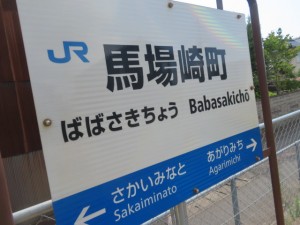 JR 馬場崎町
ばばさきちょう Babasakichō
さかいみなと あがりみち
Sakaiminato Agarimichi